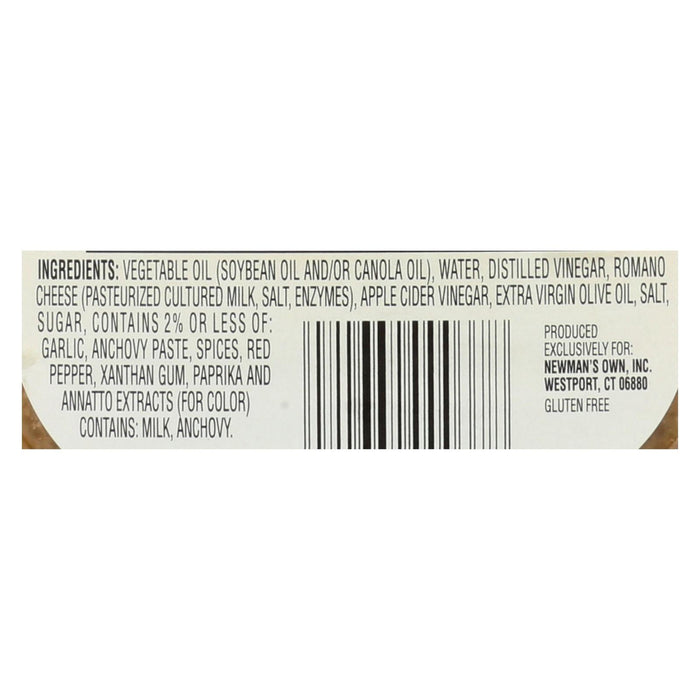 INGREDIENTS: VEGETABLE OIL (SOYBEAN OIL AND/OR CANOLA OIL), WATER, DISTILLED VINEGAR, ROMANO
CHEESE (PASTEURIZED CULTURED MILK, SALT, ENZYMES), APPLE CIDER VINEGAR, EXTRA VIRGIN OLIVE OIL, SALT,
SUGAR, CONTAINS 2% OR LESS OF:
GARLIC, ANCHOVY PASTE, SPICES, RED
PEPPER, XANTHAN GUM, PAPRIKA AND
ANNATTO EXTRACTS (FOR COLOR)
CONTAINS: MILK, ANCHOVY.
PRODUCED
EXCLUSIVELY FOR:
NEWMAN'S OWN, INC.
WESTPORT, CT 06880
GLUTEN FREE